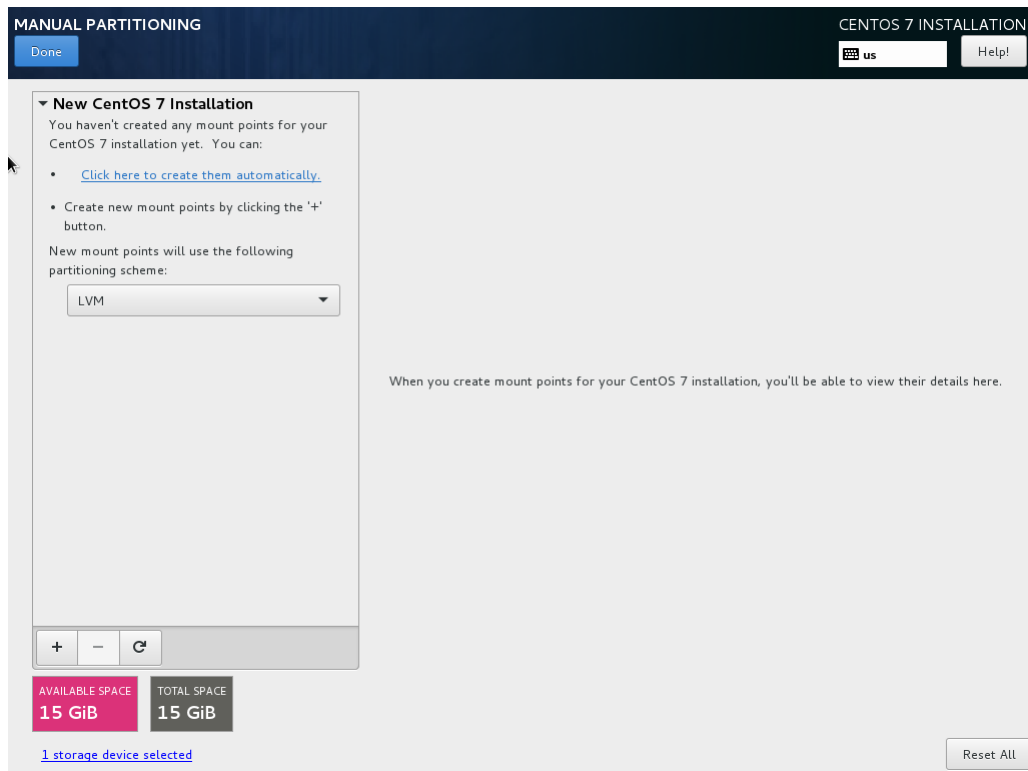 MANUAL PARTITIONING
CENTOS 7 INSTALLATION
Done
us
Help!
New CentOS 7 Installation
You haven't created any mount points for your
CentOS 7 installation yet.  You can:
• Click here to create them automatically.
• Create new mount points by clicking the '+'
button.
New mount points will use the following
partitioning scheme:
LVM
When you create mount points for your CentOS 7 installation, you'll be able to view their details here.
+ −
AVAILABLE SPACE
15 GiB
TOTAL SPACE
15 GiB
1 storage device selected
Reset All